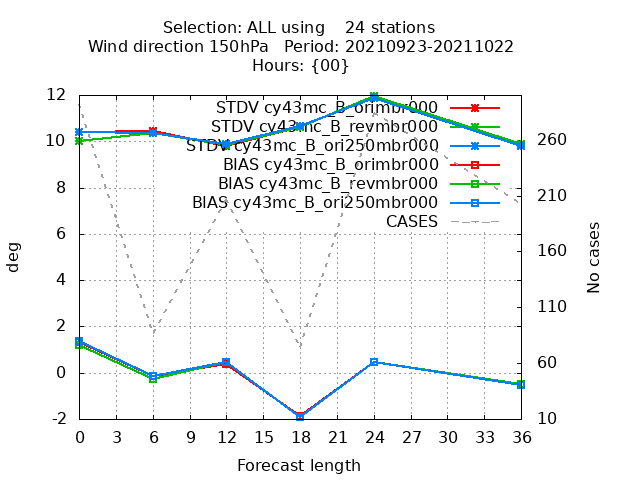 Selection: ALL using    24 stations
Wind direction 150hPa   Period: 20210923-20211022
Hours: {00}
STDV cy43mc_B_orimbr000
STDV cy43mc_B_revmbr000
STDV cy43mc_B_ori250mbr000
BIAS cy43mc_B_orimbr000
BIAS cy43mc_B_revmbr000
BIAS cy43mc_B_ori250mbr000
CASES
deg
12
10
8
6
4
2
0
-2
260
210
160
110
60
10
No cases
0 3 6 9 12 15 18 21 24 27 30 33 36
Forecast length